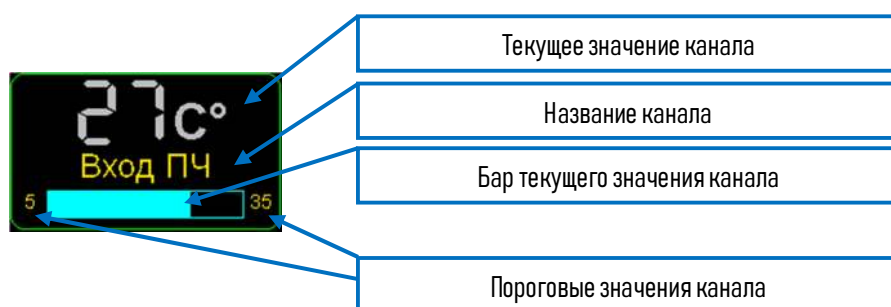 Текущее значение канала
27C°
Название канала
Вход ПЧ
Бар текущего значения канала
5
35
Пороговые значения канала